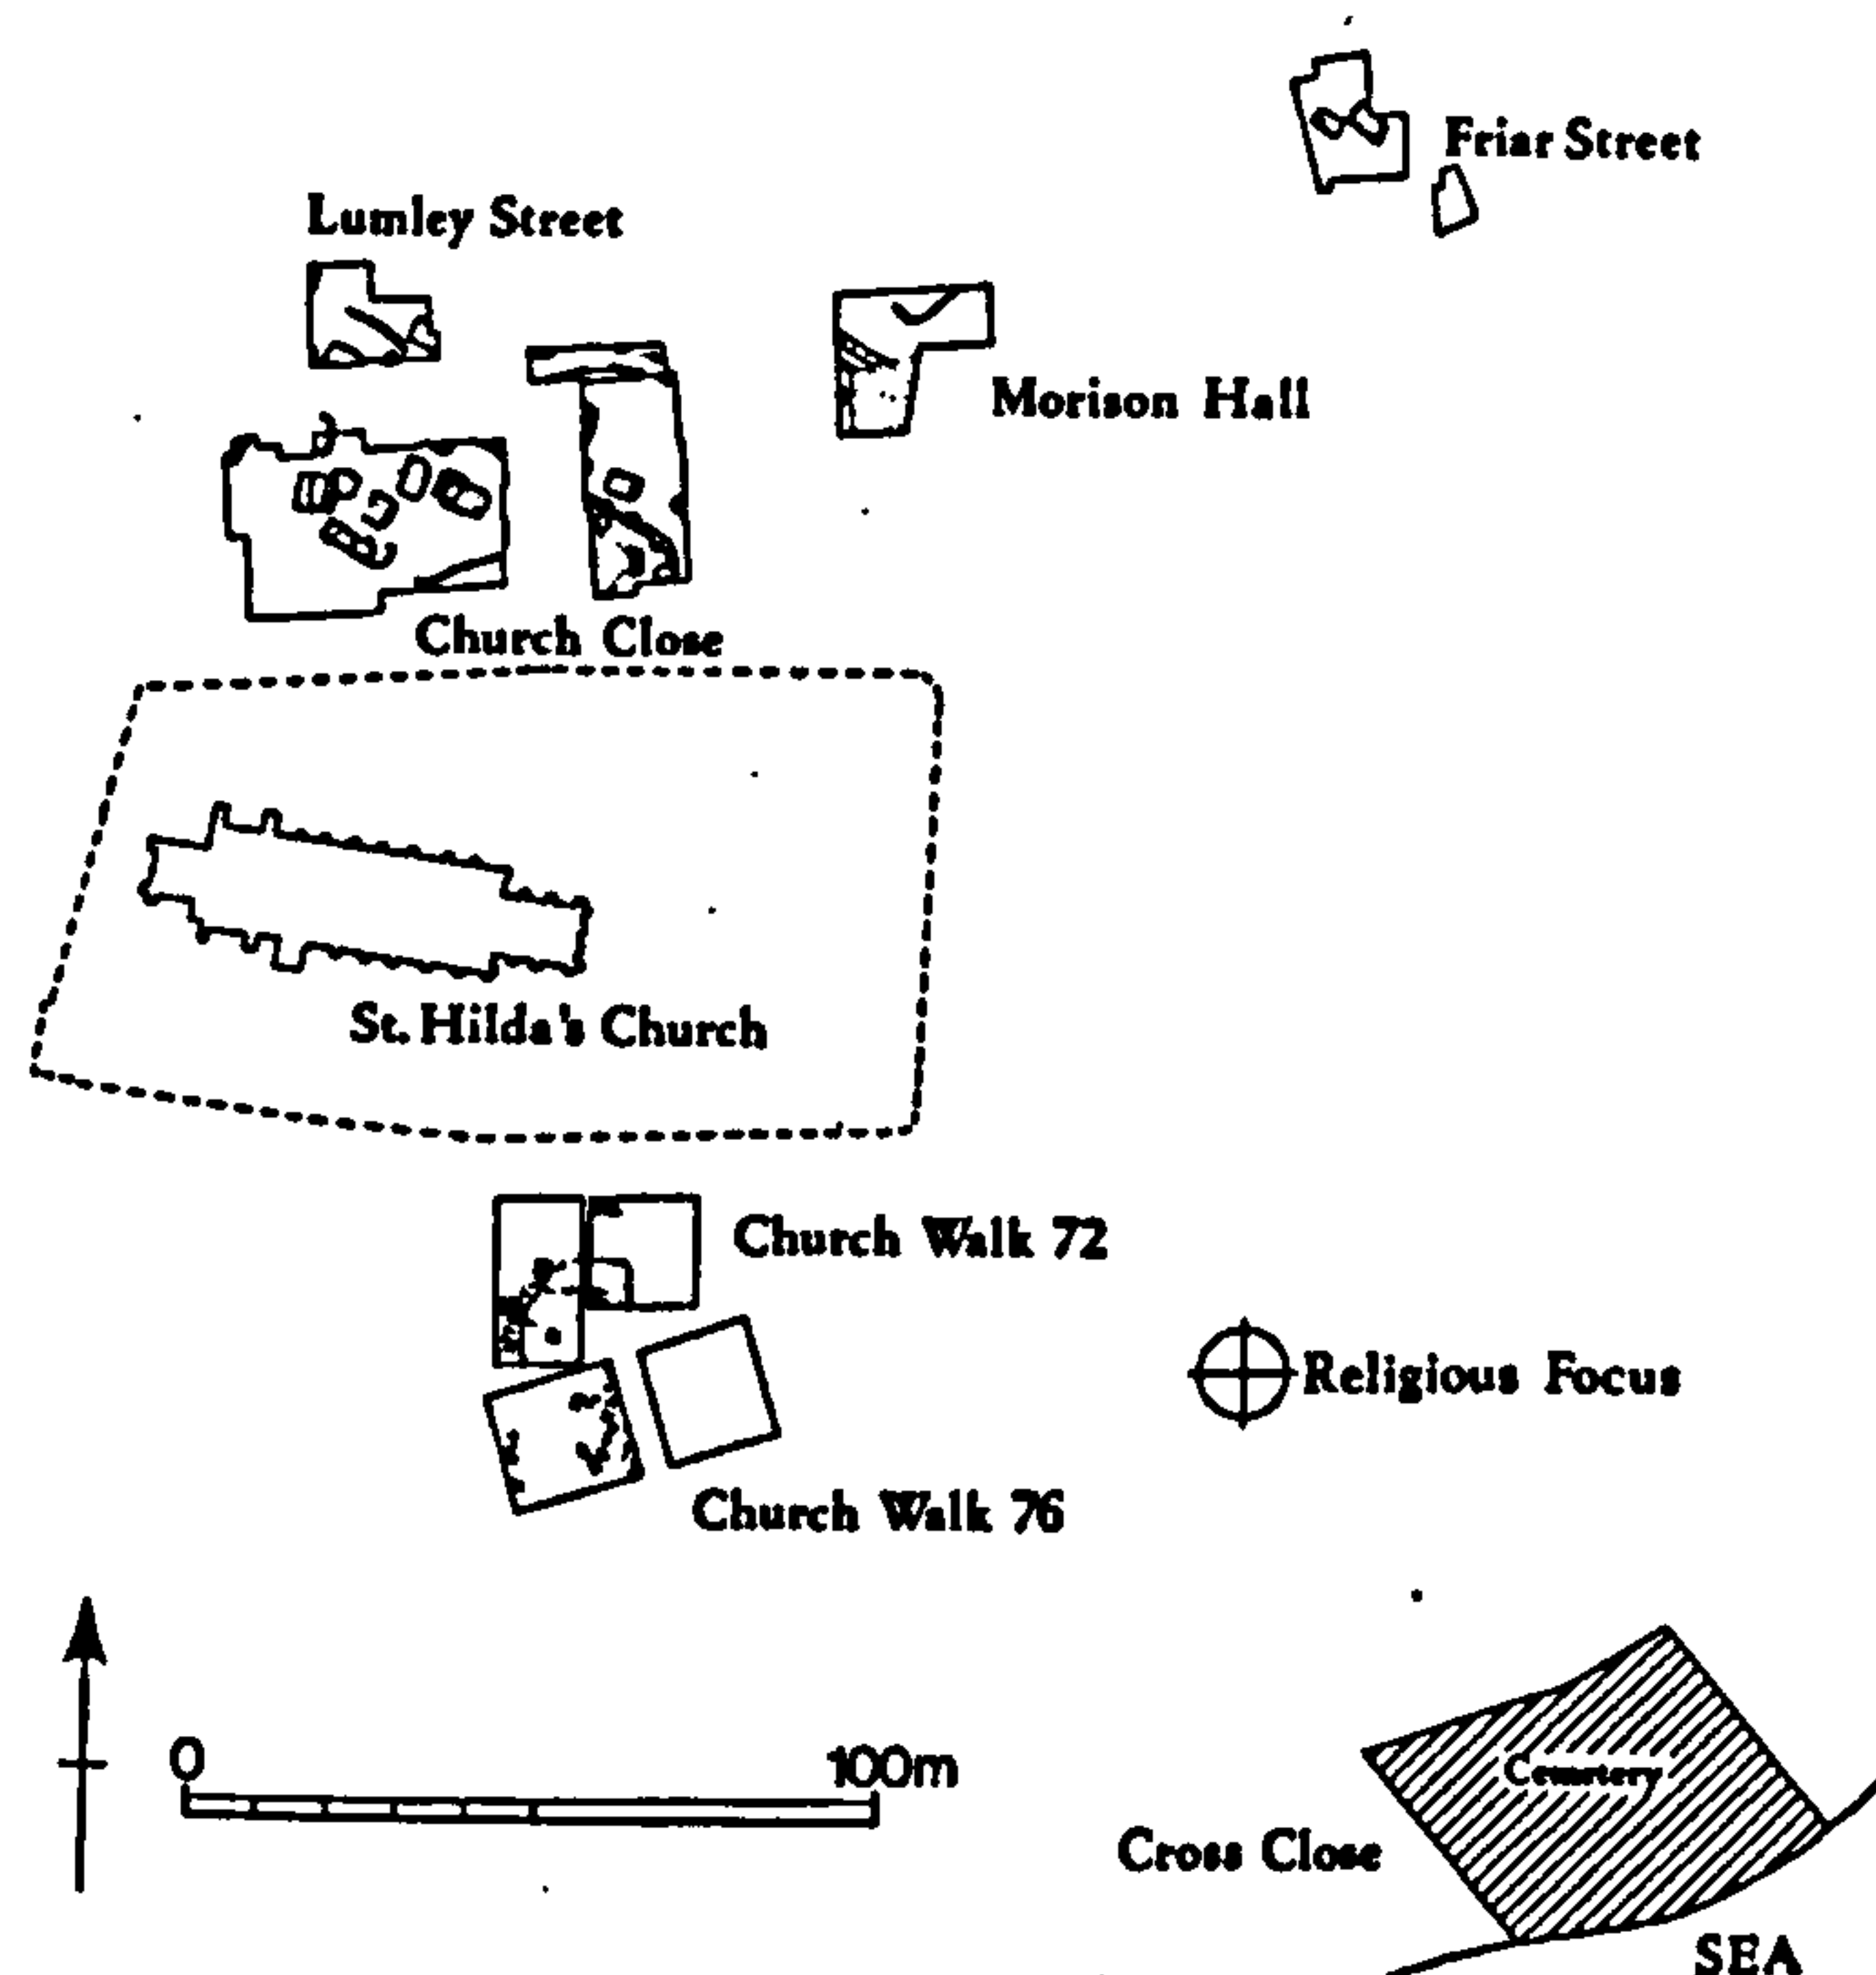 Friar Street
Lumley Street
Morison Hall
Church Close
St. Hilda's Church
Church Walk 72
Religious Focus
Church Walk 76
0 100m
Cemetery
Cross Close
SEA